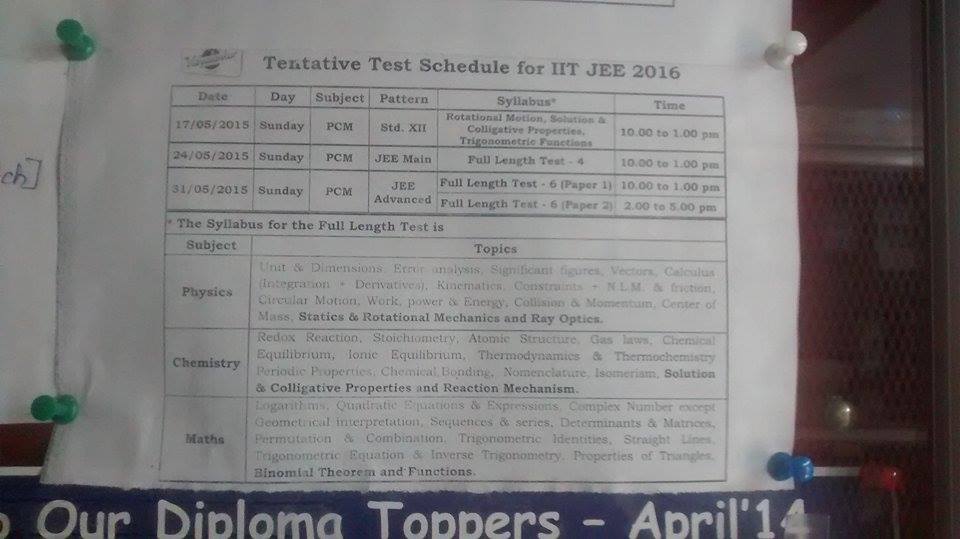 Tentative Test Schedule for IIT JEE 2016
Date Day Subject Pattern Syllabus* Time
17/05/2015 Sunday PCM Std. XII Rotational Motion, Solution & Colligative Properties, Trigonometric Functions 10.00 to 1.00 pm
24/05/2015 Sunday PCM JEE Main Full Length Test - 4 10.00 to 1.00 pm
31/05/2015 Sunday PCM JEE Advanced Full Length Test - 6 (Paper 1) 10.00 to 1.00 pm
Full Length Test - 6 (Paper 2) 2.00 to 5.00 pm
* The Syllabus for the Full Length Test is
Subject Topics
Physics
Unit & Dimensions, Error analysis, Significant figures, Vectors, Calculus
(Integration + Derivatives), Kinematics, Constraints + N.L.M. & friction,
Circular Motion, Work, power & Energy, Collision & Momentum, Center of
Mass, Statics & Rotational Mechanics and Ray Optics.
Chemistry
Redox Reaction, Stoichiometry, Atomic Structure, Gas laws, Chemical
Equilibrium, Ionic Equilibrium, Thermodynamics & Thermochemistry
Periodic Properties, Chemical Bonding, Nomenclature, Isomerism, Solution
& Colligative Properties and Reaction Mechanism.
Maths
Logarithms, Quadratic Equations & Expressions, Complex Number except
Geometrical interpretation, Sequences & series, Determinants & Matrices,
Permutation & Combination, Trigonometric Identities, Straight Lines,
Trigonometric Equation & Inverse Trigonometry, Properties of Triangles,
Binomial Theorem and Functions.
ch]
Our Diploma Toppers - April'14